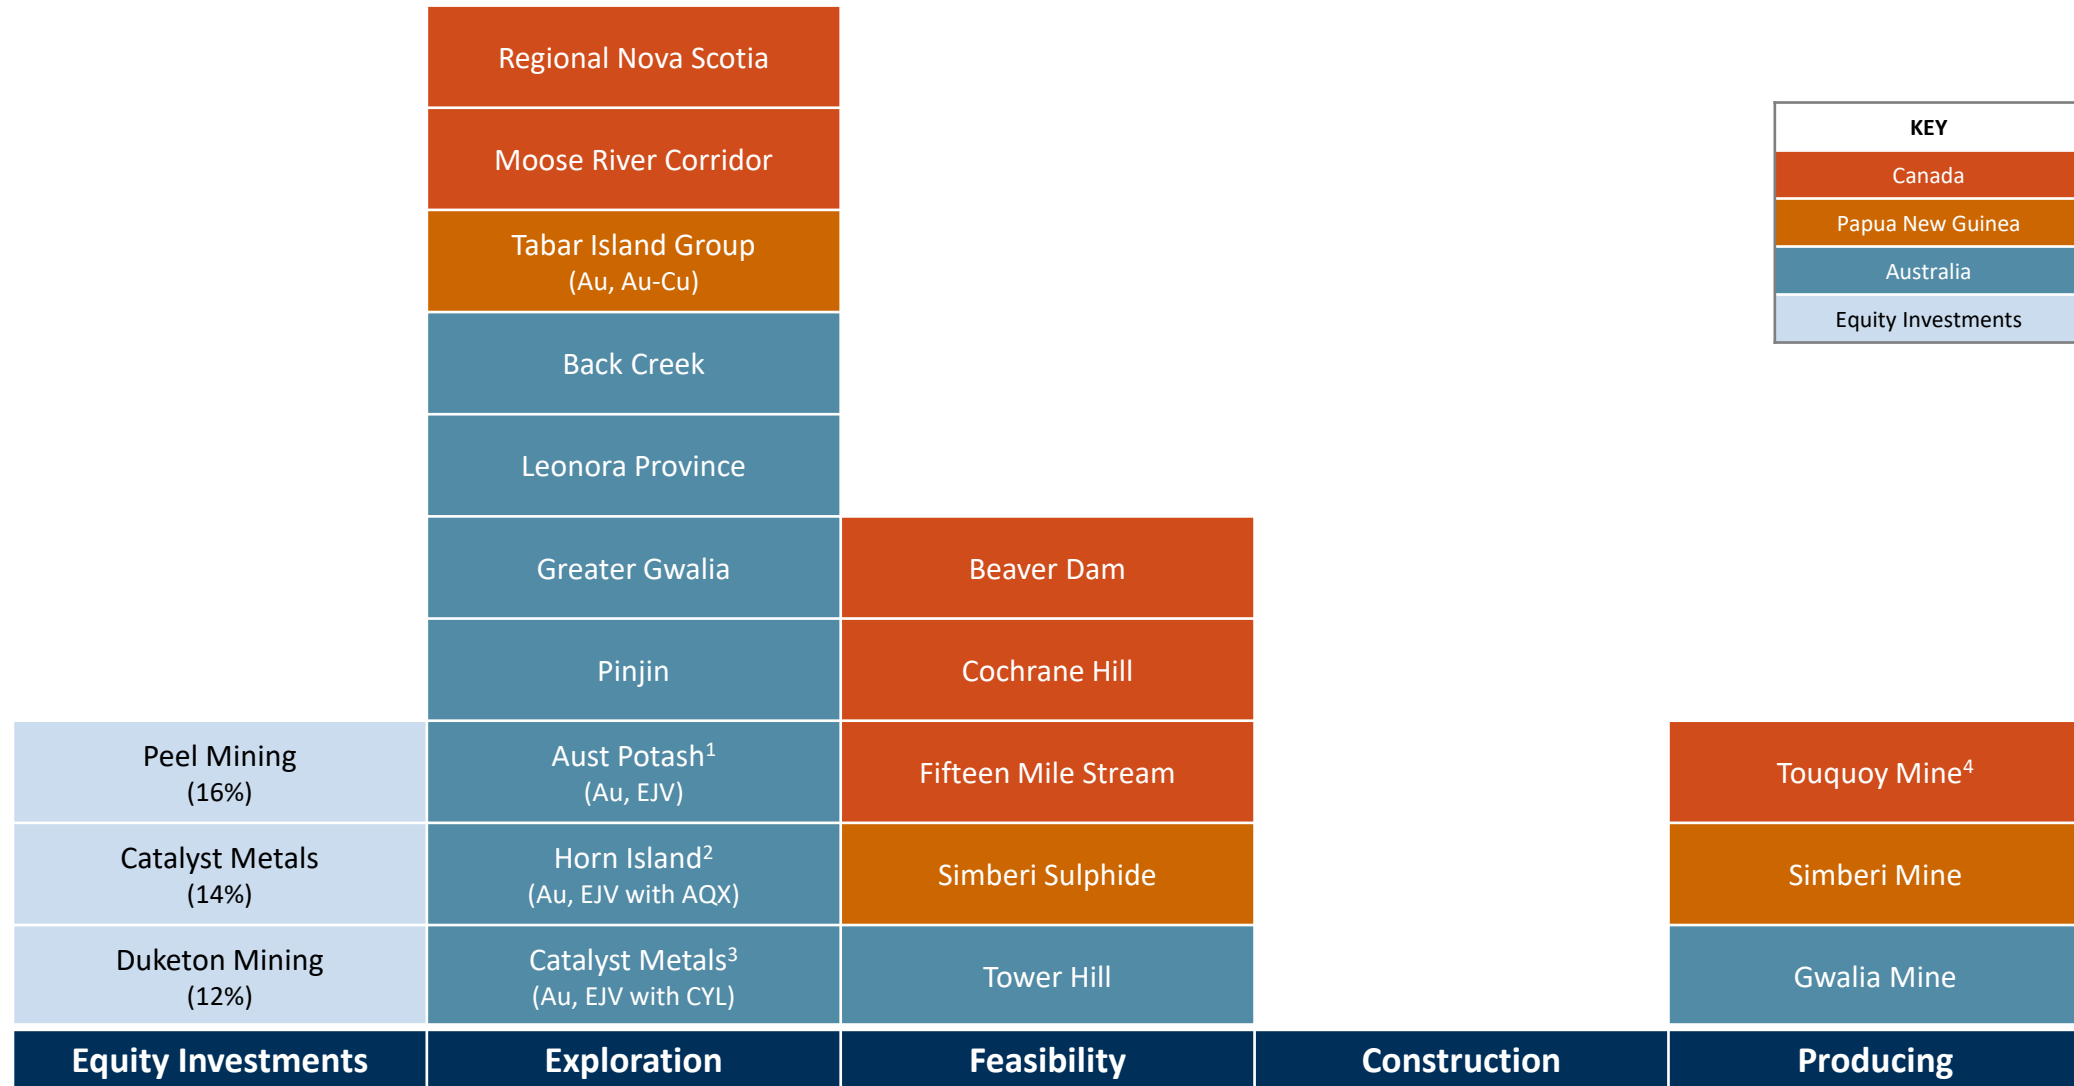 Regional Nova Scotia
Moose River Corridor
Tabar Island Group
(Au, Au-Cu)
Back Creek
Leonora Province
Greater Gwalia
Pinjin
Aust Potash¹
(Au, EJV)
Horn Island²
(Au, EJV with AQX)
Catalyst Metals³
(Au, EJV with CYL)
Peel Mining
(16%)
Catalyst Metals
(14%)
Duketon Mining
(12%)
Beaver Dam
Cochrane Hill
Fifteen Mile Stream
Simberi Sulphide
Tower Hill
Touquoy Mine⁴
Simberi Mine
Gwalia Mine
KEY
Canada
Papua New Guinea
Australia
Equity Investments
Equity Investments
Exploration
Feasibility
Construction
Producing